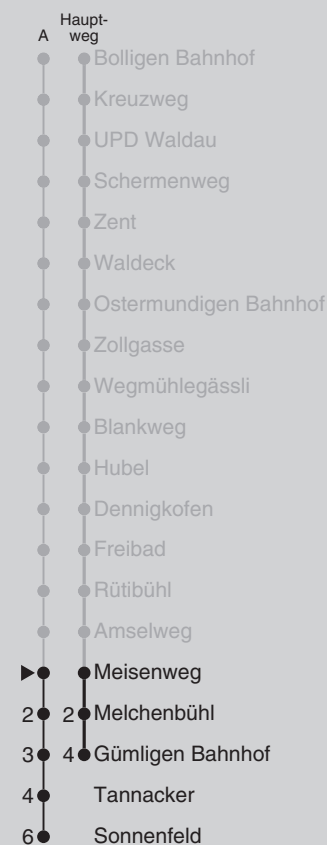 A
Haupt-
weg
Bolligen Bahnhof
Kreuzweg
UPD Waldau
Schermenweg
Zent
Waldeck
Ostermundigen Bahnhof
Zollgasse
Wegmühlegässli
Blankweg
Hubel
Dennigkofen
Freibad
Rütibühl
Amselweg
Meisenweg
2 2 Melchenbühl
3 4 Gümligen Bahnhof
4 Tannacker
6 Sonnenfeld